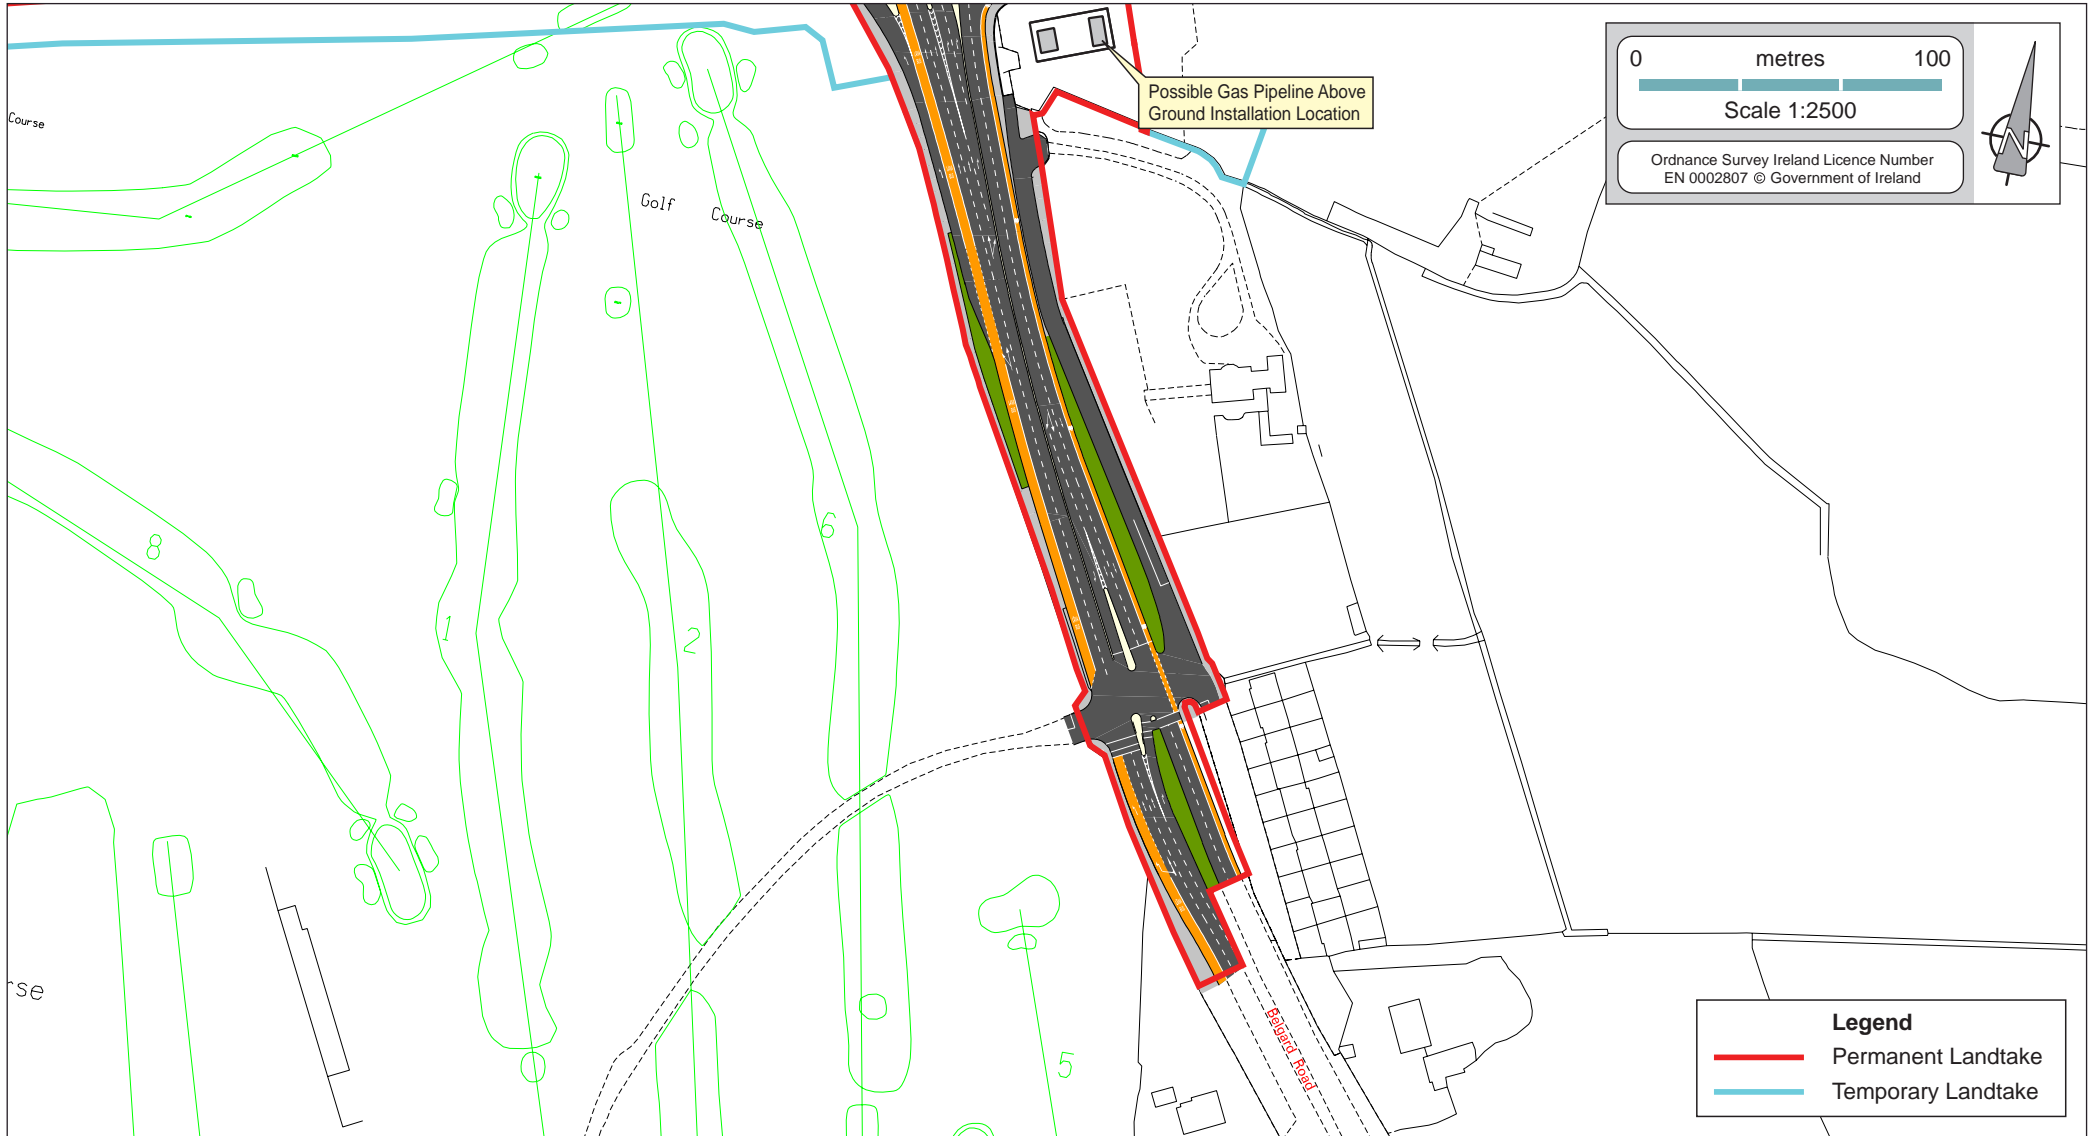 Course
Golf Course
Possible Gas Pipeline Above
Ground Installation Location
0 metres 100
Scale 1:2500
Ordnance Survey Ireland Licence Number
EN 0002807 © Government of Ireland
N
8
1
2
6
5
se
Belgard Road
Legend
Permanent Landtake
Temporary Landtake